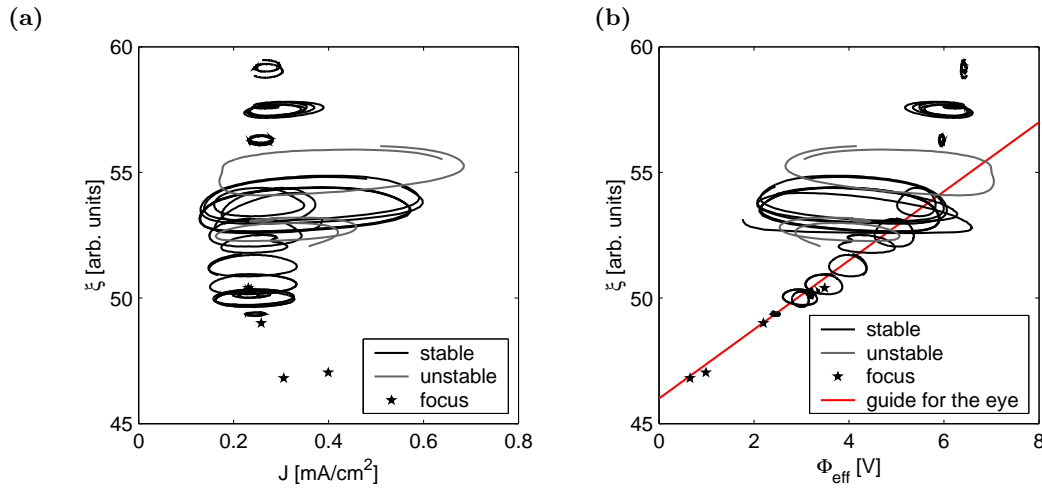 (a)
60
55
50
45
ξ [arb. units]
0
0.2
0.4
0.6
0.8
J [mA/cm²]
stable
unstable
focus
(b)
60
55
50
45
ξ [arb. units]
0
2
4
6
8
Φeff [V]
stable
unstable
focus
guide for the eye